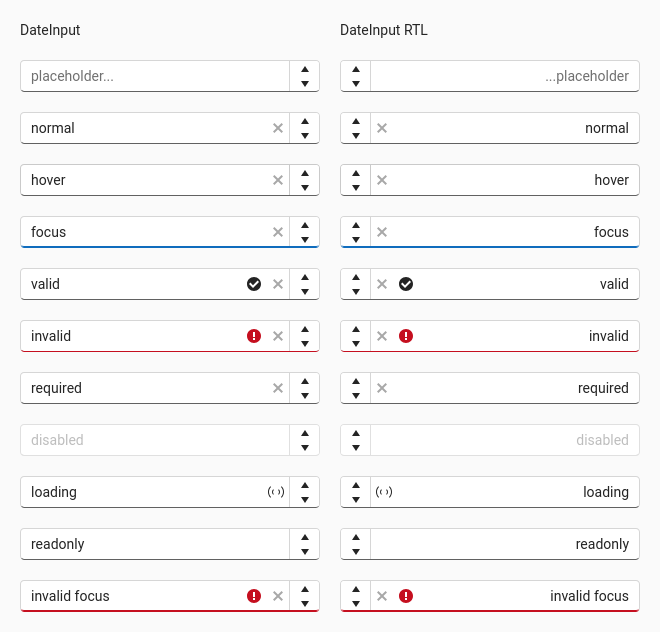 DateInput DateInput RTL
placeholder... ...placeholder
normal normal
hover hover
focus focus
valid valid
invalid invalid
required required
disabled disabled
loading loading
readonly readonly
invalid focus invalid focus